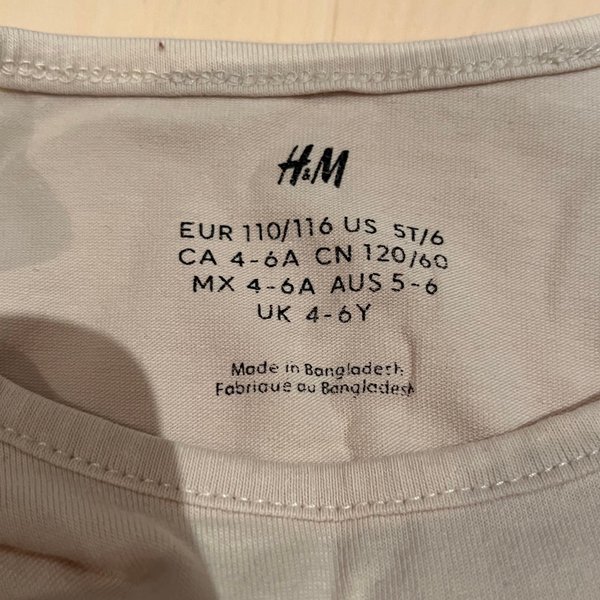 H&M
EUR 110/116 US 5T/6
CA 4-6A CN 120/60
MX 4-6A AUS 5-6
UK 4-6Y
Made in Bangladesh
Fabriqué au Bangladesh